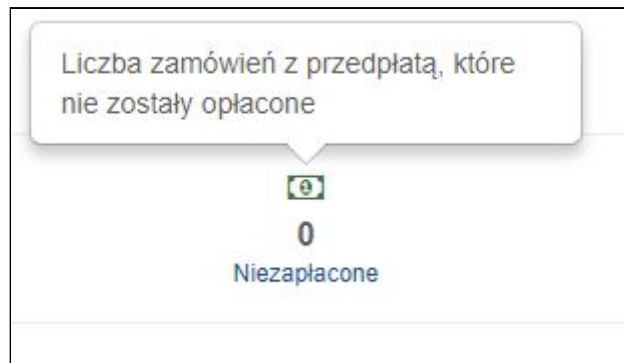 Liczba zamówień z przedpłatą, które
nie zostały opłacone
0
Niezapłacone